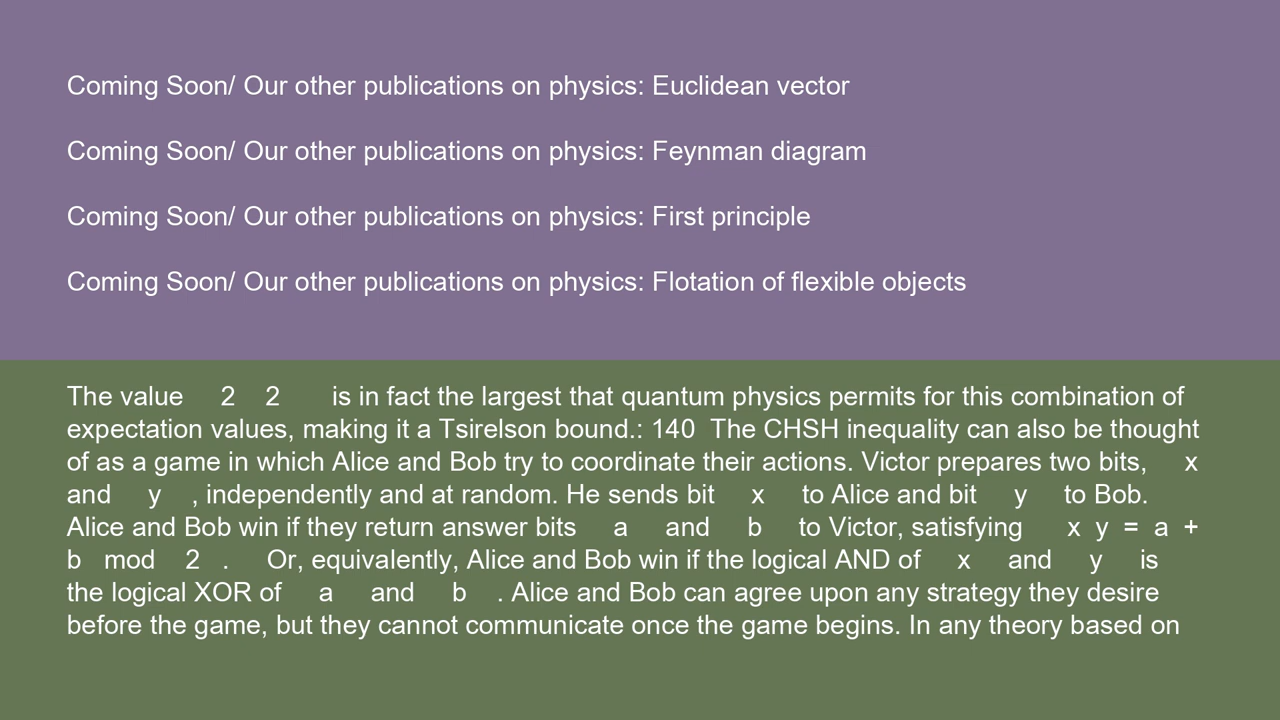 Coming Soon/ Our other publications on physics: Euclidean vector
Coming Soon/ Our other publications on physics: Feynman diagram
Coming Soon/ Our other publications on physics: First principle
Coming Soon/ Our other publications on physics: Flotation of flexible objects
The value 2 2 is in fact the largest that quantum physics permits for this combination of
expectation values, making it a Tsirelson bound.: 140 The CHSH inequality can also be thought
of as a game in which Alice and Bob try to coordinate their actions. Victor prepares two bits, x
and y , independently and at random. He sends bit x to Alice and bit y to Bob.
Alice and Bob win if they return answer bits a and b to Victor, satisfying x y = a +
b mod 2 . Or, equivalently, Alice and Bob win if the logical AND of x and y is
the logical XOR of a and b . Alice and Bob can agree upon any strategy they desire
before the game, but they cannot communicate once the game begins. In any theory based on